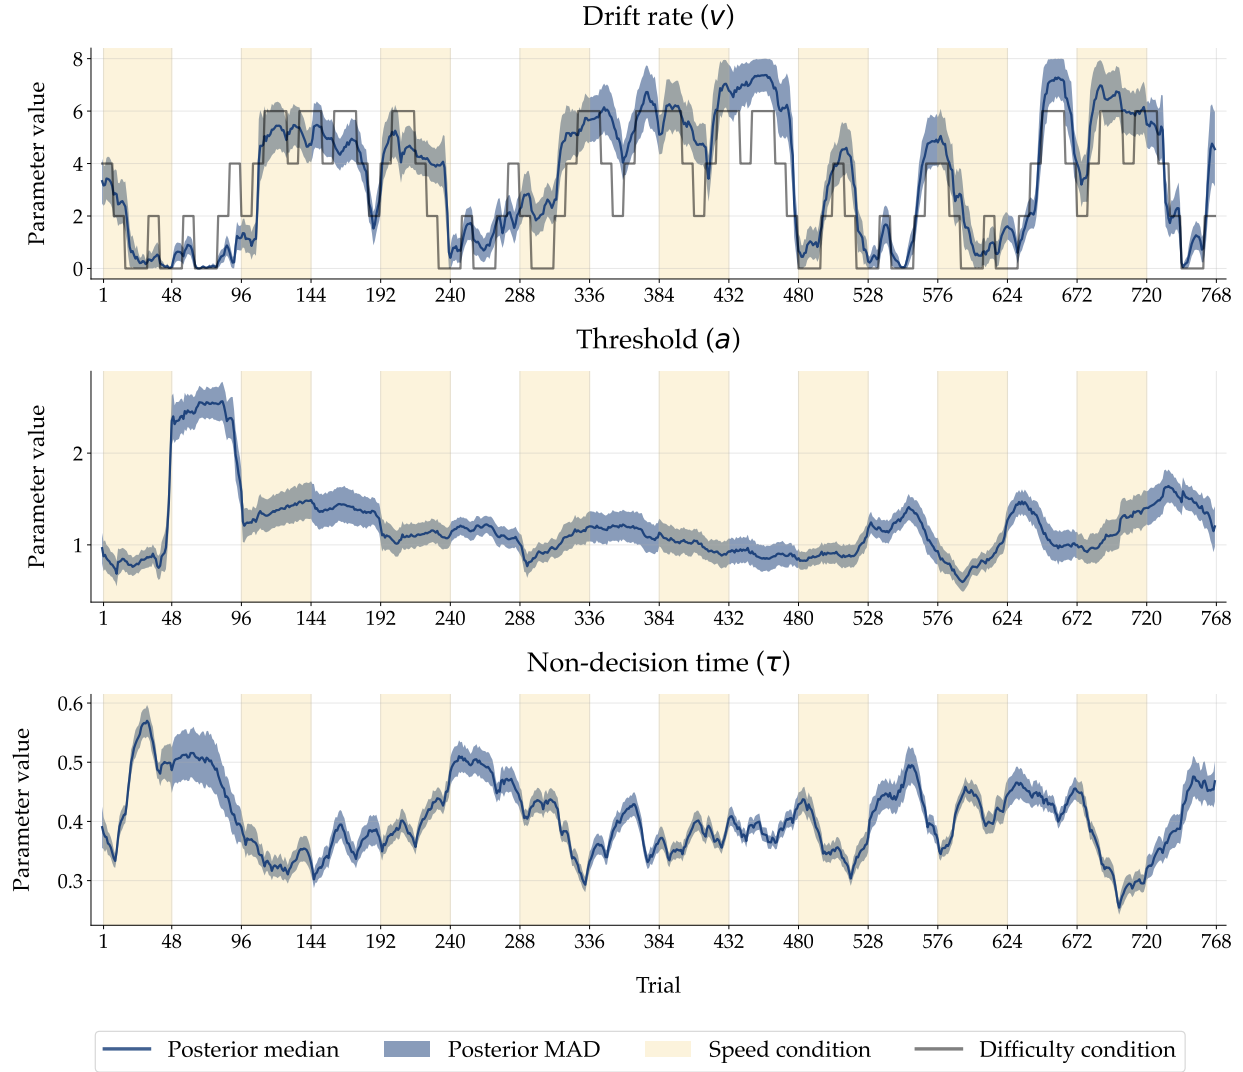 Drift rate (v)
Parameter value
8
6
4
2
0
1 48 96 144 192 240 288 336 384 432 480 528 576 624 672 720 768
Threshold (a)
Parameter value
2
1
1 48 96 144 192 240 288 336 384 432 480 528 576 624 672 720 768
Non-decision time (τ)
Parameter value
0.6
0.5
0.4
0.3
1 48 96 144 192 240 288 336 384 432 480 528 576 624 672 720 768
Trial
Posterior median Posterior MAD Speed condition Difficulty condition